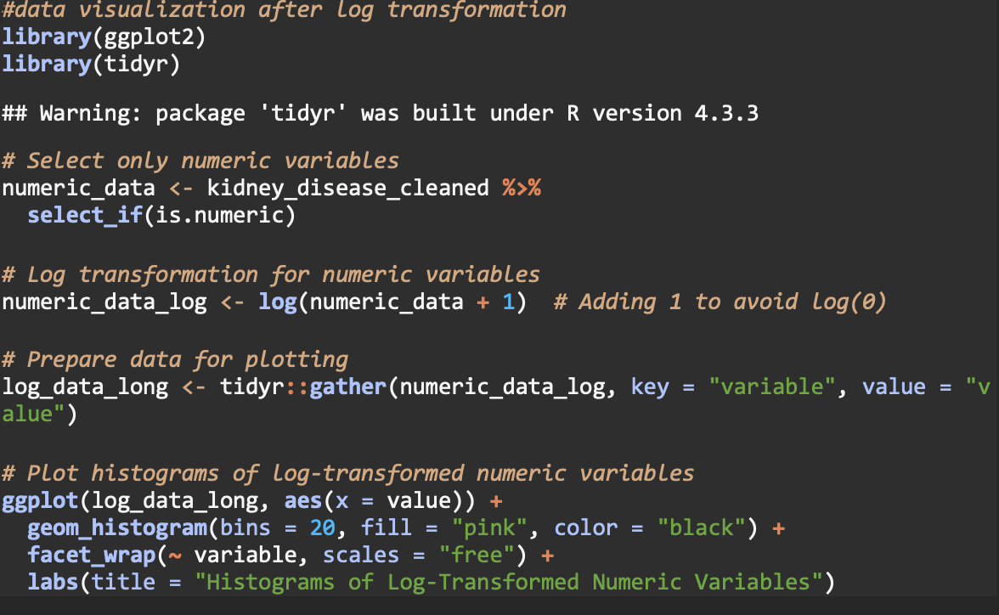 #data visualization after log transformation
library(ggplot2)
library(tidyr)
## Warning: package 'tidyr' was built under R version 4.3.3
# Select only numeric variables
numeric_data <- kidney_disease_cleaned %>%
  select_if(is.numeric)
# Log transformation for numeric variables
numeric_data_log <- log(numeric_data + 1)  # Adding 1 to avoid log(0)
# Prepare data for plotting
log_data_long <- tidyr::gather(numeric_data_log, key = "variable", value = "v
alue")
# Plot histograms of log-transformed numeric variables
ggplot(log_data_long, aes(x = value)) +
  geom_histogram(bins = 20, fill = "pink", color = "black") +
  facet_wrap(~ variable, scales = "free") +
  labs(title = "Histograms of Log-Transformed Numeric Variables")